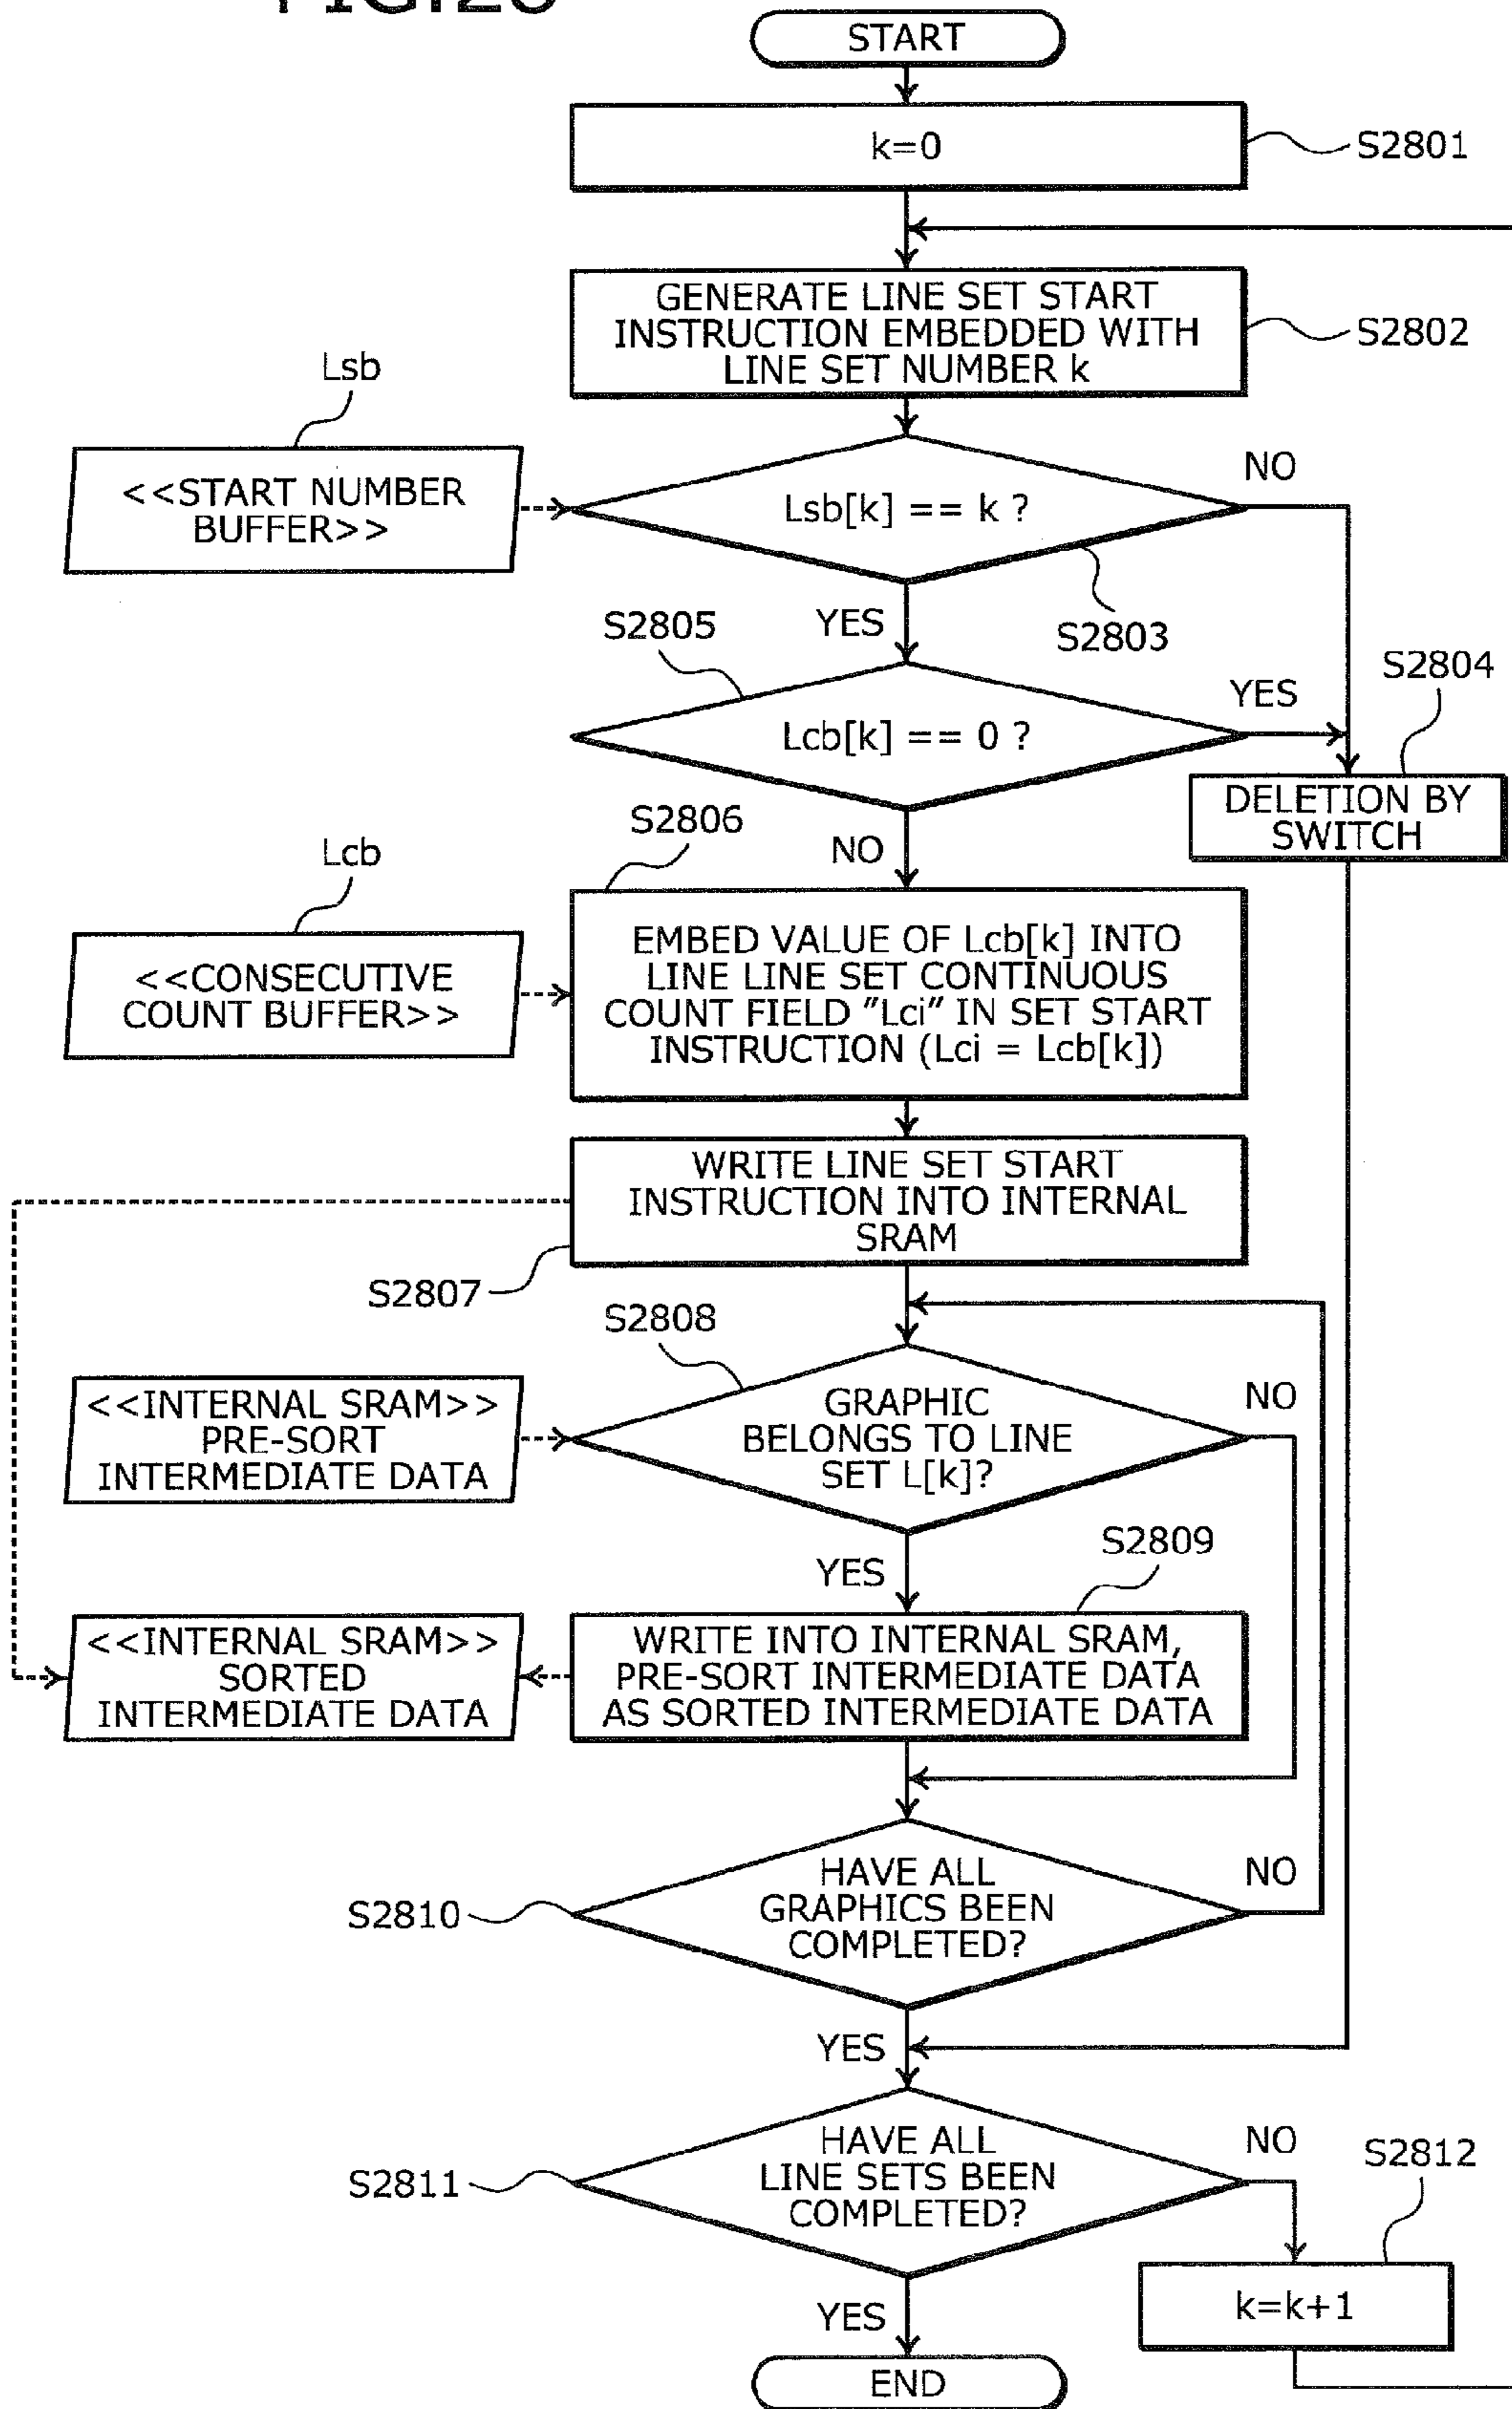 FIG.28
START
k=0
S2801
GENERATE LINE SET START
INSTRUCTION EMBEDDED WITH
LINE SET NUMBER k
S2802
Lsb
<<START NUMBER
BUFFER>>
Lsb[k] == k ?
NO
S2803
YES
S2805
Lcb[k] == 0 ?
YES
S2804
DELETION BY
SWITCH
NO
S2806
Lcb
<<CONSECUTIVE
COUNT BUFFER>>
EMBED VALUE OF Lcb[k] INTO
LINE LINE SET CONTINUOUS
COUNT FIELD "Lci" IN SET START
INSTRUCTION (Lci = Lcb[k])
WRITE LINE SET START
INSTRUCTION INTO INTERNAL
SRAM
S2807
S2808
<<INTERNAL SRAM>>
PRE-SORT
INTERMEDIATE DATA
GRAPHIC
BELONGS TO LINE
SET L[k]?
NO
YES
S2809
<<INTERNAL SRAM>>
SORTED
INTERMEDIATE DATA
WRITE INTO INTERNAL SRAM,
PRE-SORT INTERMEDIATE DATA
AS SORTED INTERMEDIATE DATA
S2810
HAVE ALL
GRAPHICS BEEN
COMPLETED?
NO
YES
S2811
HAVE ALL
LINE SETS BEEN
COMPLETED?
NO
S2812
k=k+1
YES
END